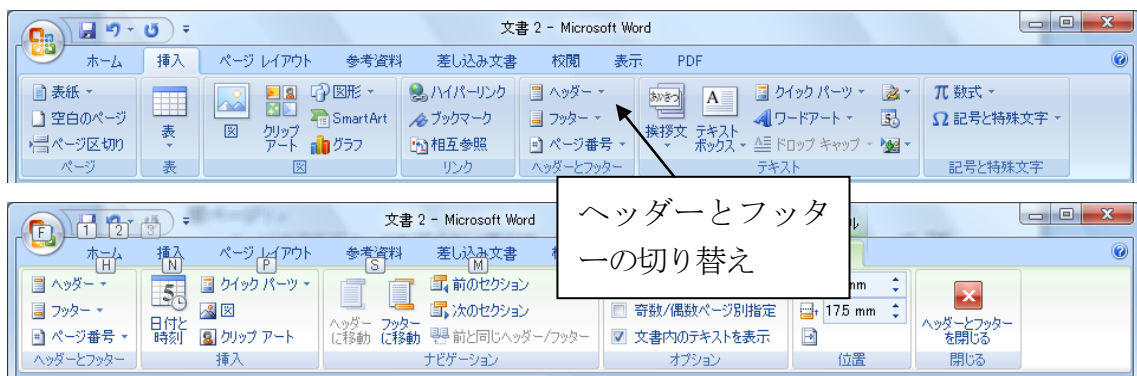 文書 2 - Microsoft Word
ホーム 挿入 ページ レイアウト 参考資料 差し込み文書 校閲 表示 PDF
表紙 図形 ハイパーリンク ヘッダー あいさつ A クイック パーツ π 数式
空白のページ SmartArt ブックマーク フッター ワードアート 5 Ω 記号と特殊文字
ページ区切り 表 図 クリップ アート グラフ 相互参照 ページ番号 挨拶文 テキスト ボックス ドロップ キャップ
ページ 表 図 リンク ヘッダーとフッター テキスト 記号と特殊文字
ヘッダーとフッタ
ーの切り替え
文書 2 - Microsoft Word
F 1 2 3
ホーム 挿入 ページ レイアウト 参考資料 差し込み文書
H N P S M
ヘッダー 5 クイック パーツ 前のセクション mm
フッター 図 次のセクション 奇数/偶数ページ別指定 17.5 mm
ページ番号 日付と 時刻 クリップ アート ヘッダー に移動 フッター に移動 前と同じヘッダー/フッター 文書内のテキストを表示 ヘッダーとフッター を閉じる
ヘッダーとフッター 挿入 ナビゲーション オプション 位置 閉じる